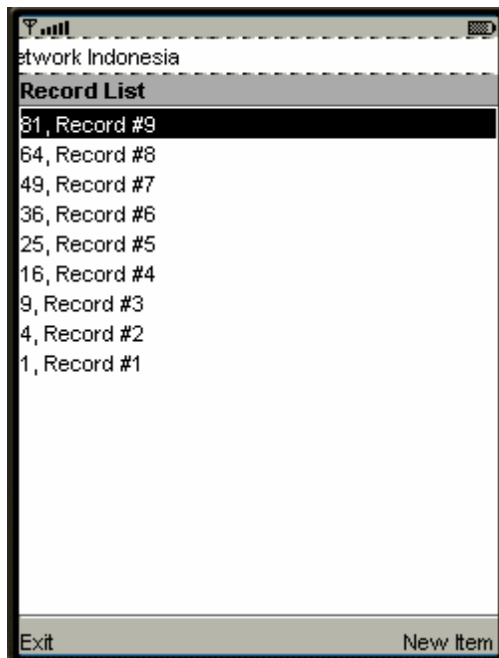 etwork Indonesia
Record List
81, Record #9
64, Record #8
49, Record #7
36, Record #6
25, Record #5
16, Record #4
9, Record #3
4, Record #2
1, Record #1
Exit
New Item